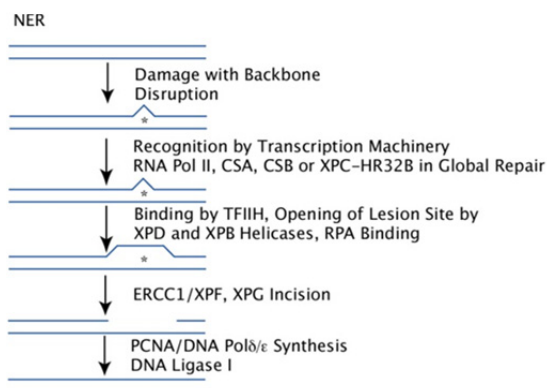 NER
Damage with Backbone
Disruption
*
Recognition by Transcription Machinery
RNA Pol II, CSA, CSB or XPC-HR32B in Global Repair
*
Binding by TFIIH, Opening of Lesion Site by
XPD and XPB Helicases, RPA Binding
*
ERCC1/XPF, XPG Incision
PCNA/DNA Polδ/ε Synthesis
DNA Ligase I